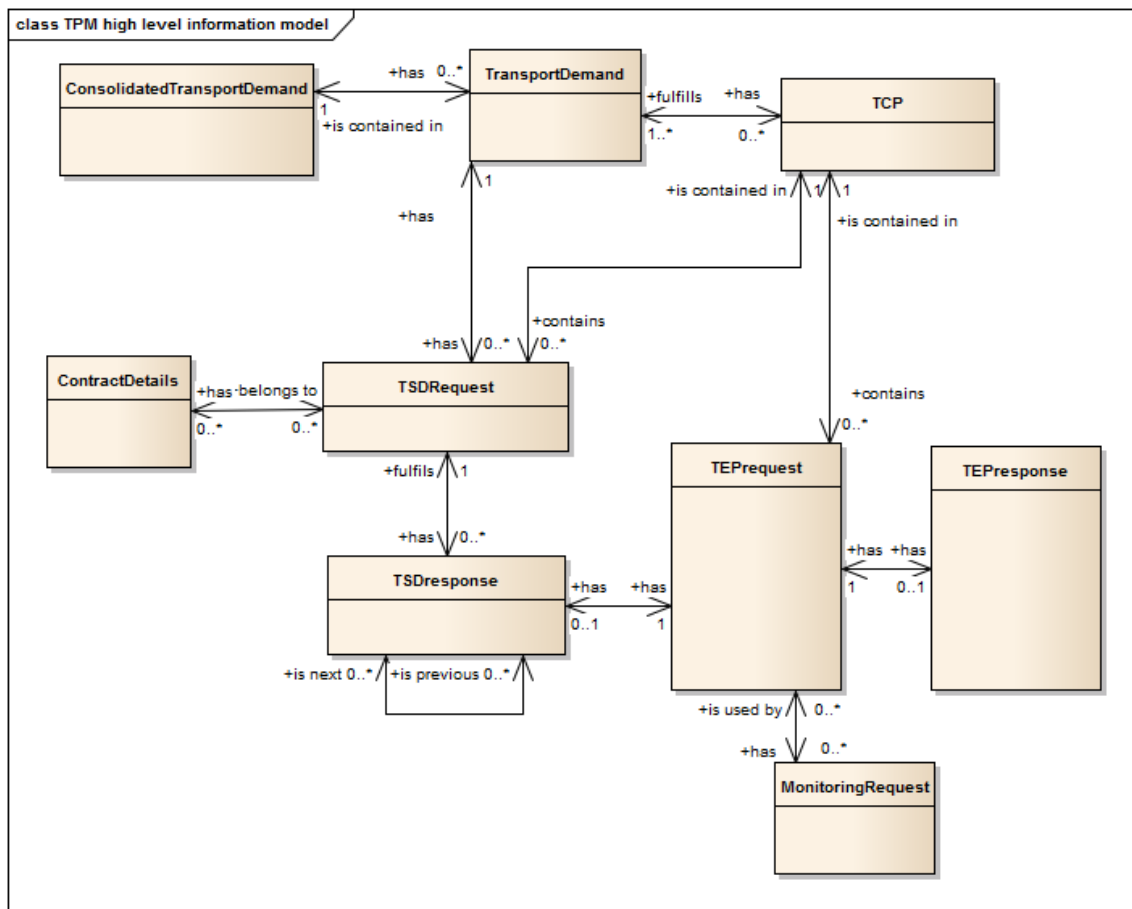 class TPM high level information model
ConsolidatedTransportDemand
+has 0..*
1
+is contained in
TransportDemand
+fulfills +has
1..* 0..*
TCP
1
+has
+is contained in 1 1
+is contained in
+has 0..*
+contains
0..*
ContractDetails
+has -belongs to
0..* 0..*
TSDRequest
+contains
0..*
+fulfils 1
+has 0..*
TSDresponse
+is next 0..* +is previous 0..*
+has +has
0..1 1
TEPrequest
+has +has
1 0..1
TEPresponse
+is used by 0..*
+has 0..*
MonitoringRequest